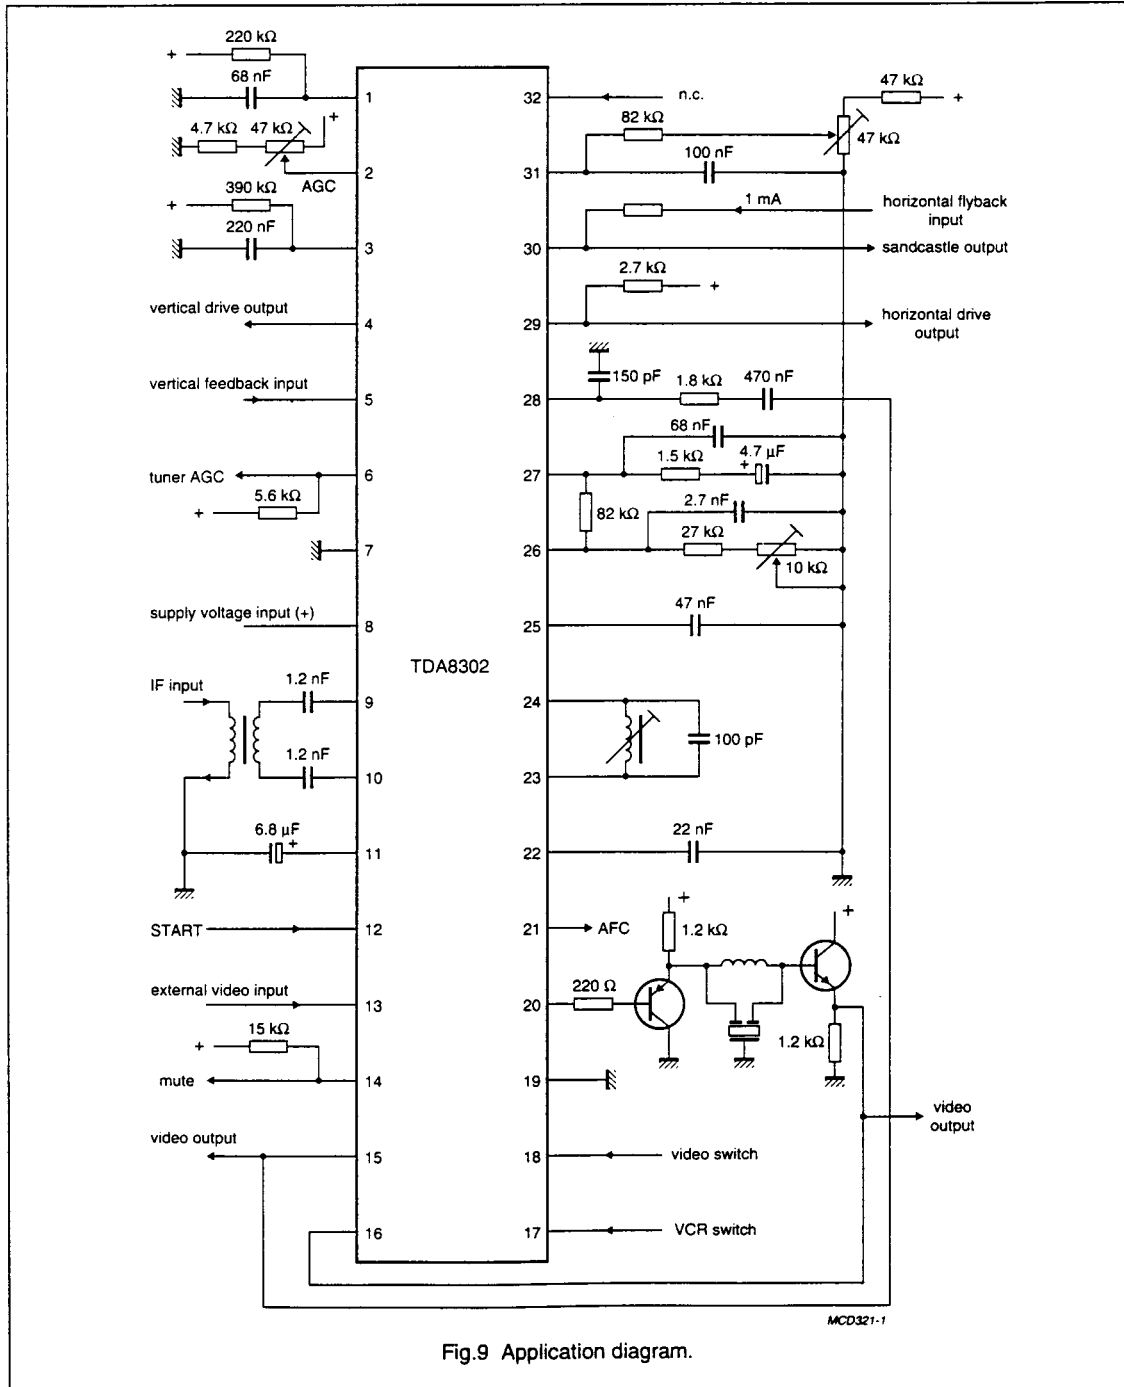 220 kΩ
+
68 nF
1
4.7 kΩ
47 kΩ
+
2
AGC
390 kΩ
+
220 nF
3
vertical drive output
4
vertical feedback input
5
tuner AGC
6
5.6 kΩ
+
7
supply voltage input (+)
8
IF input
1.2 nF
9
1.2 nF
10
6.8 µF
+
11
START
12
external video input
13
15 kΩ
+
mute
14
video output
15
16
TDA8302
32
n.c.
47 kΩ
+
82 kΩ
47 kΩ
100 nF
31
1 mA
horizontal flyback
input
30
sandcastle output
2.7 kΩ
+
29
horizontal drive
output
150 pF
1.8 kΩ
470 nF
28
68 nF
1.5 kΩ
+
4.7 µF
27
82 kΩ
2.7 nF
27 kΩ
10 kΩ
26
47 nF
25
24
100 pF
23
22 nF
22
21
AFC
+
1.2 kΩ
+
220 Ω
20
1.2 kΩ
19
video
output
18
video switch
17
VCR switch
MCD321-1
Fig.9 Application diagram.